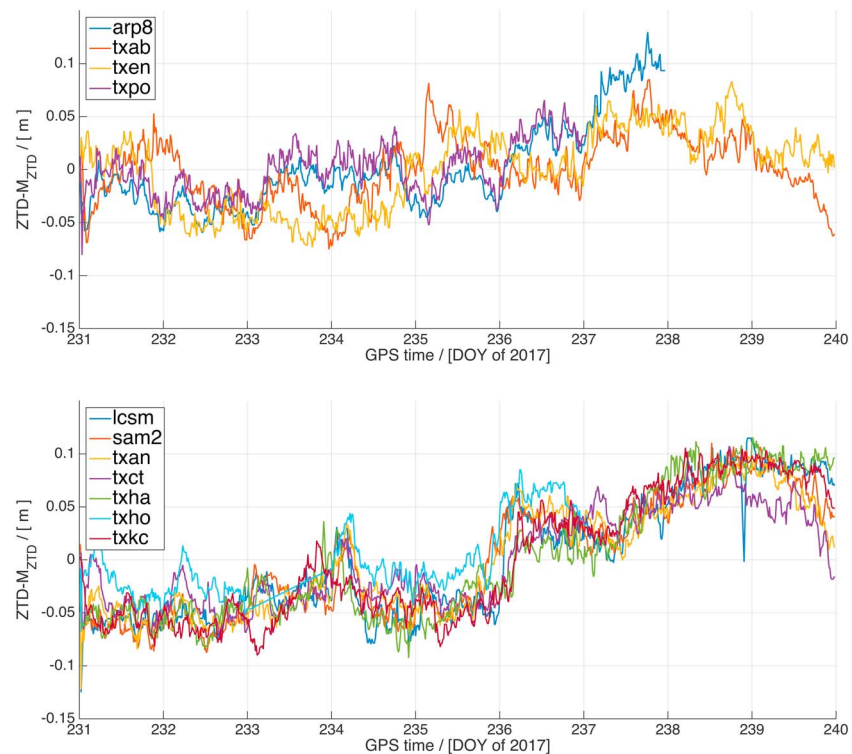 arp8
txab
txen
txpo
0.1
0.05
0
-0.05
-0.1
-0.15
ZTD-M_ZTD / [ m ]
231 232 233 234 235 236 237 238 239 240
GPS time / [DOY of 2017]
lcsm
sam2
txan
txct
txha
txho
txkc
0.1
0.05
0
-0.05
-0.1
-0.15
ZTD-M_ZTD / [ m ]
231 232 233 234 235 236 237 238 239 240
GPS time / [DOY of 2017]